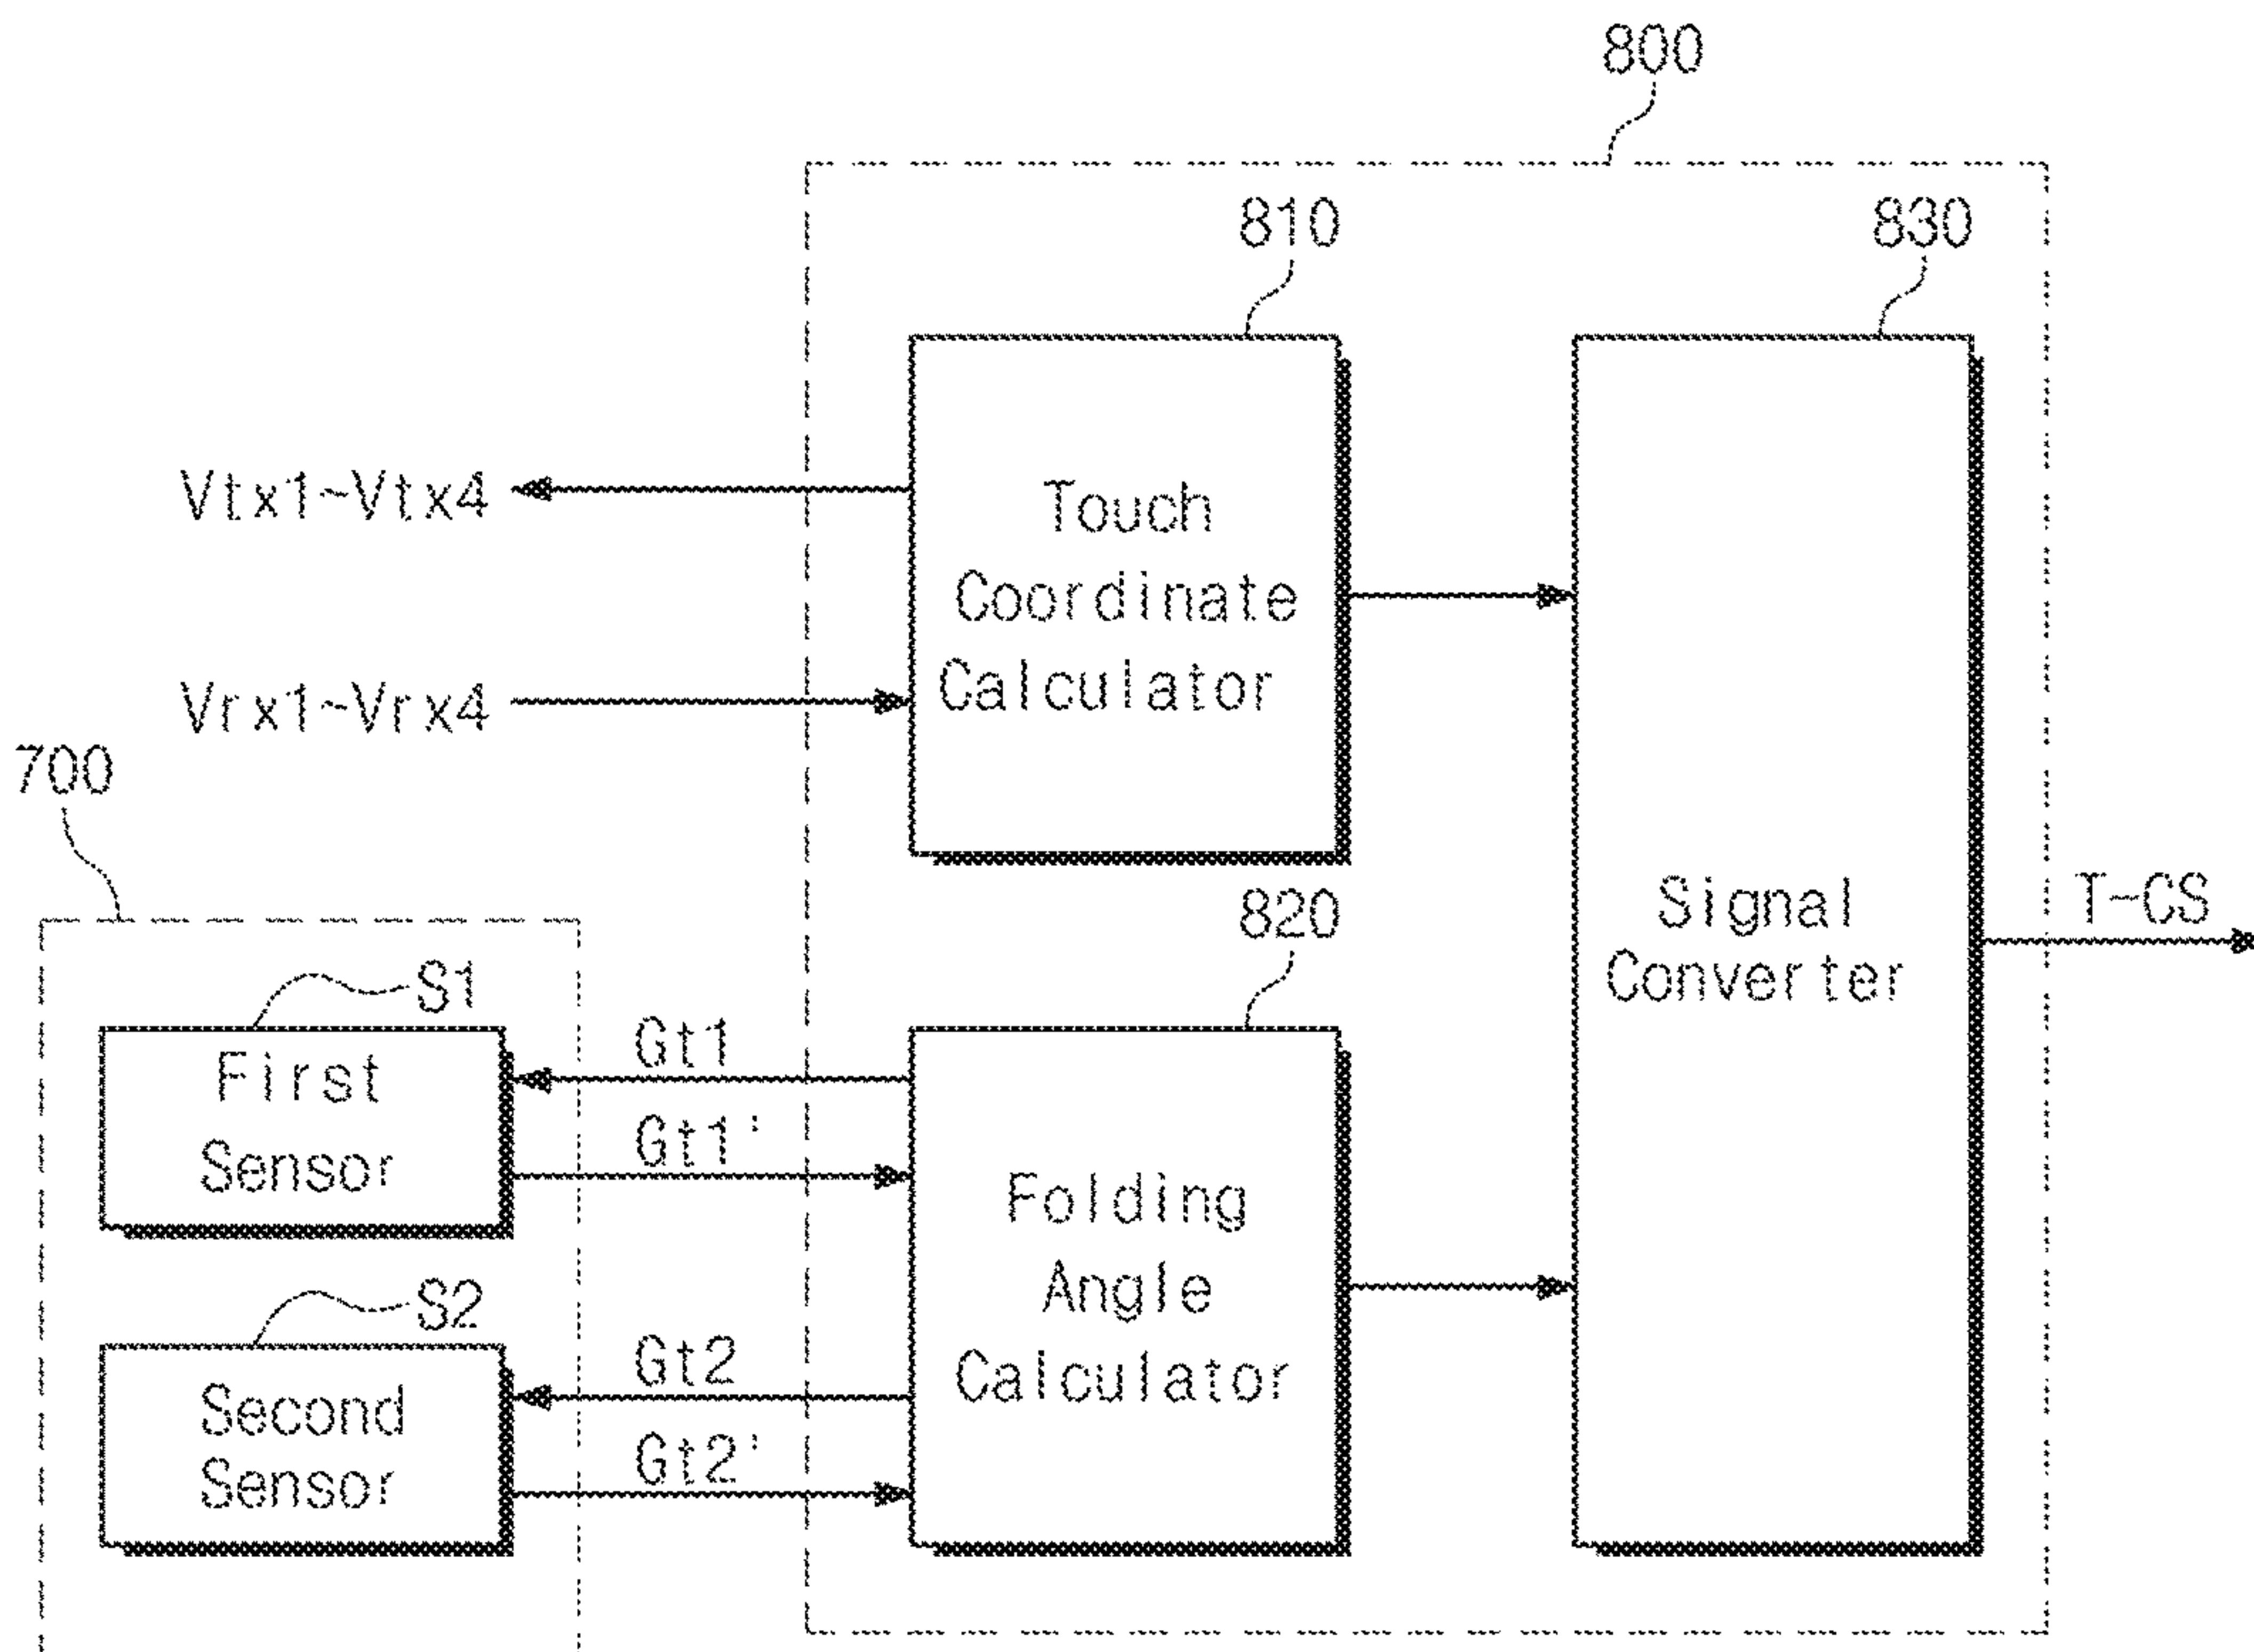 800
810
830
Vtx1~Vtx4
Touch
Coordinate
Calculator
Vrx1~Vrx4
700
820
Signal
Converter
T-CS
S1
First
Sensor
Gt1
Gt1'
Folding
Angle
Calculator
S2
Second
Sensor
Gt2
Gt2'